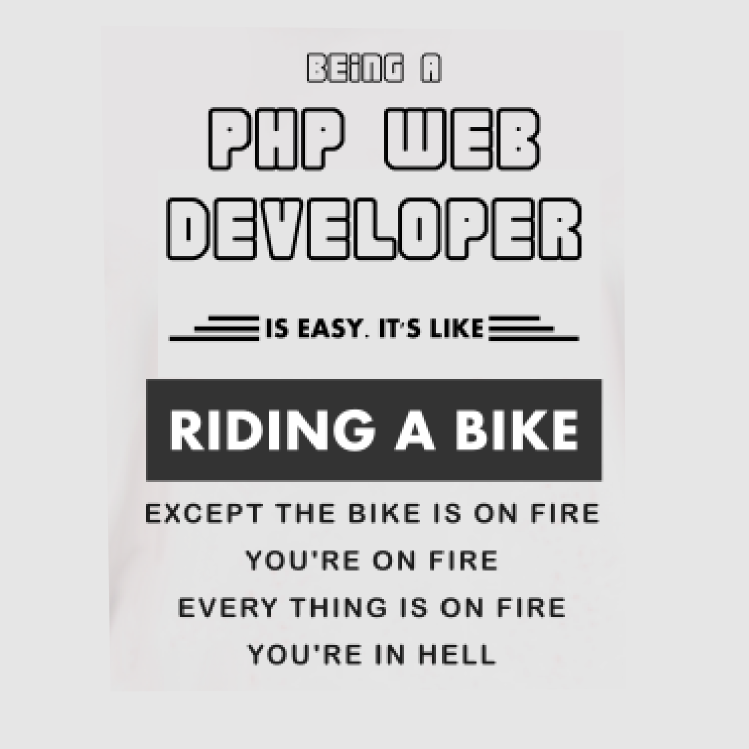 BEING A
PHP WEB
DEVELOPER
IS EASY. IT'S LIKE
RIDING A BIKE
EXCEPT THE BIKE IS ON FIRE
YOU'RE ON FIRE
EVERY THING IS ON FIRE
YOU'RE IN HELL